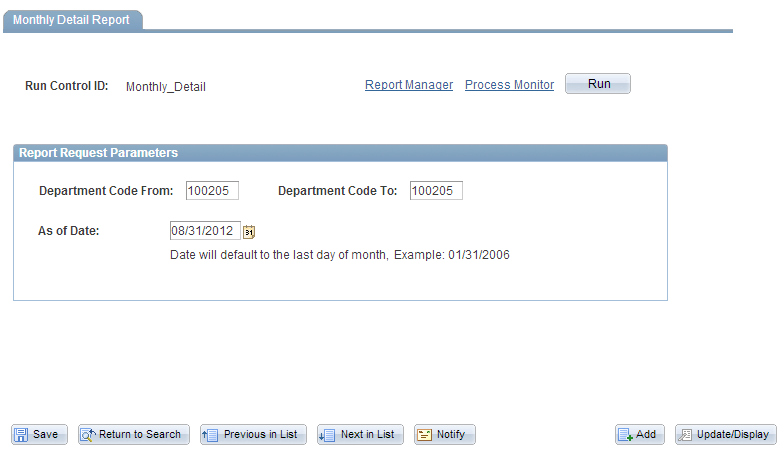 Monthly Detail Report
Run Control ID: Monthly_Detail Report Manager Process Monitor Run
Report Request Parameters
Department Code From: 100205 Department Code To: 100205
As of Date: 08/31/2012 31
Date will default to the last day of month, Example: 01/31/2006
Save Return to Search Previous in List Next in List Notify Add Update/Display